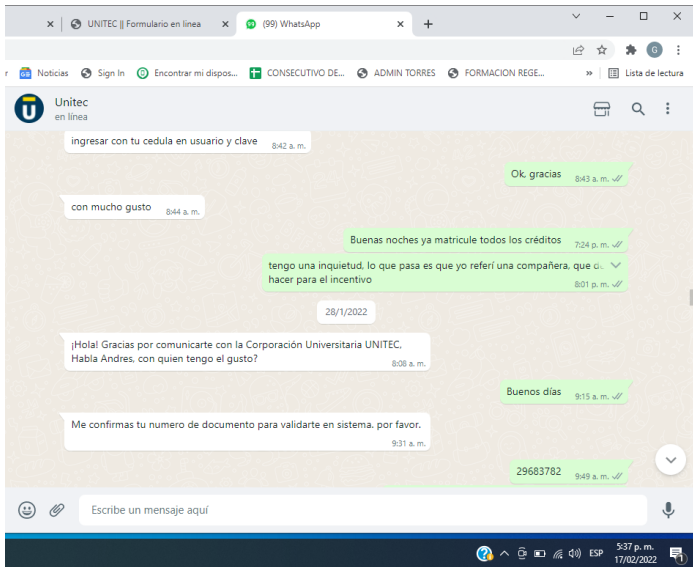 UNITEC || Formulario en línea
(99) WhatsApp
Noticias
Sign In
Encontrar mi dispos...
CONSECUTIVO DE...
ADMIN TORRES
FORMACION REGE...
»
Lista de lectura
Unitec
en línea
ingresar con tu cedula en usuario y clave 8:42 a. m.
Ok, gracias 8:43 a. m.
con mucho gusto 8:44 a. m.
Buenas noches ya matricule todos los créditos 7:24 p. m.
tengo una inquietud, lo que pasa es que yo referí una compañera, que
hacer para el incentivo 8:01 p. m.
28/1/2022
¡Hola! Gracias por comunicarte con la Corporación Universitaria UNITEC,
Habla Andres, con quien tengo el gusto? 8:08 a. m.
Buenos días 9:15 a. m.
Me confirmas tu numero de documento para validarte en sistema. por favor.
9:31 a. m.
29683782 9:49 a. m.
Escribe un mensaje aquí
ESP
5:37 p. m.
17/02/2022